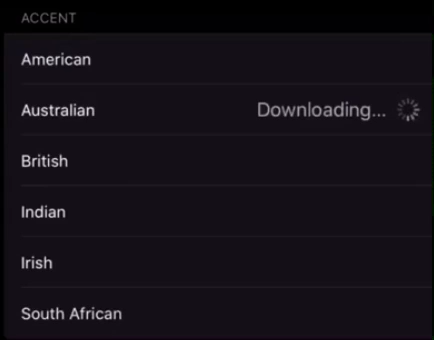 ACCENT
American
Australian Downloading...
British
Indian
Irish
South African